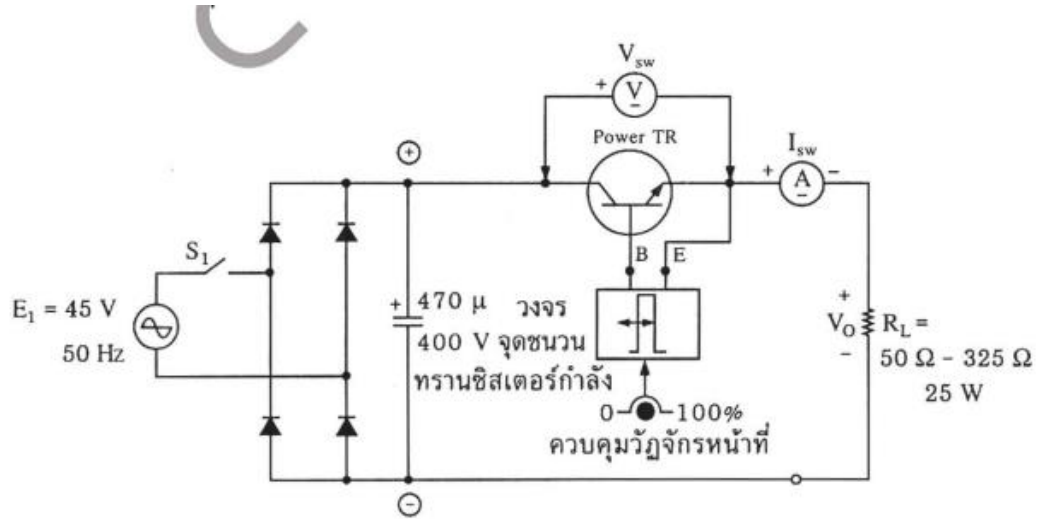 V_sw
+ V −
Power TR
I_sw
+ A −
−
⊕
S₁
B E
E₁ = 45 V
50 Hz
+ 470 μ
400 V
วงจร
จุดชนวน
ทรานซิสเตอร์กำลัง
0 100%
ควบคุมวัฏจักรหน้าที่
+
V_O
−
R_L =
50 Ω - 325 Ω
25 W
⊖